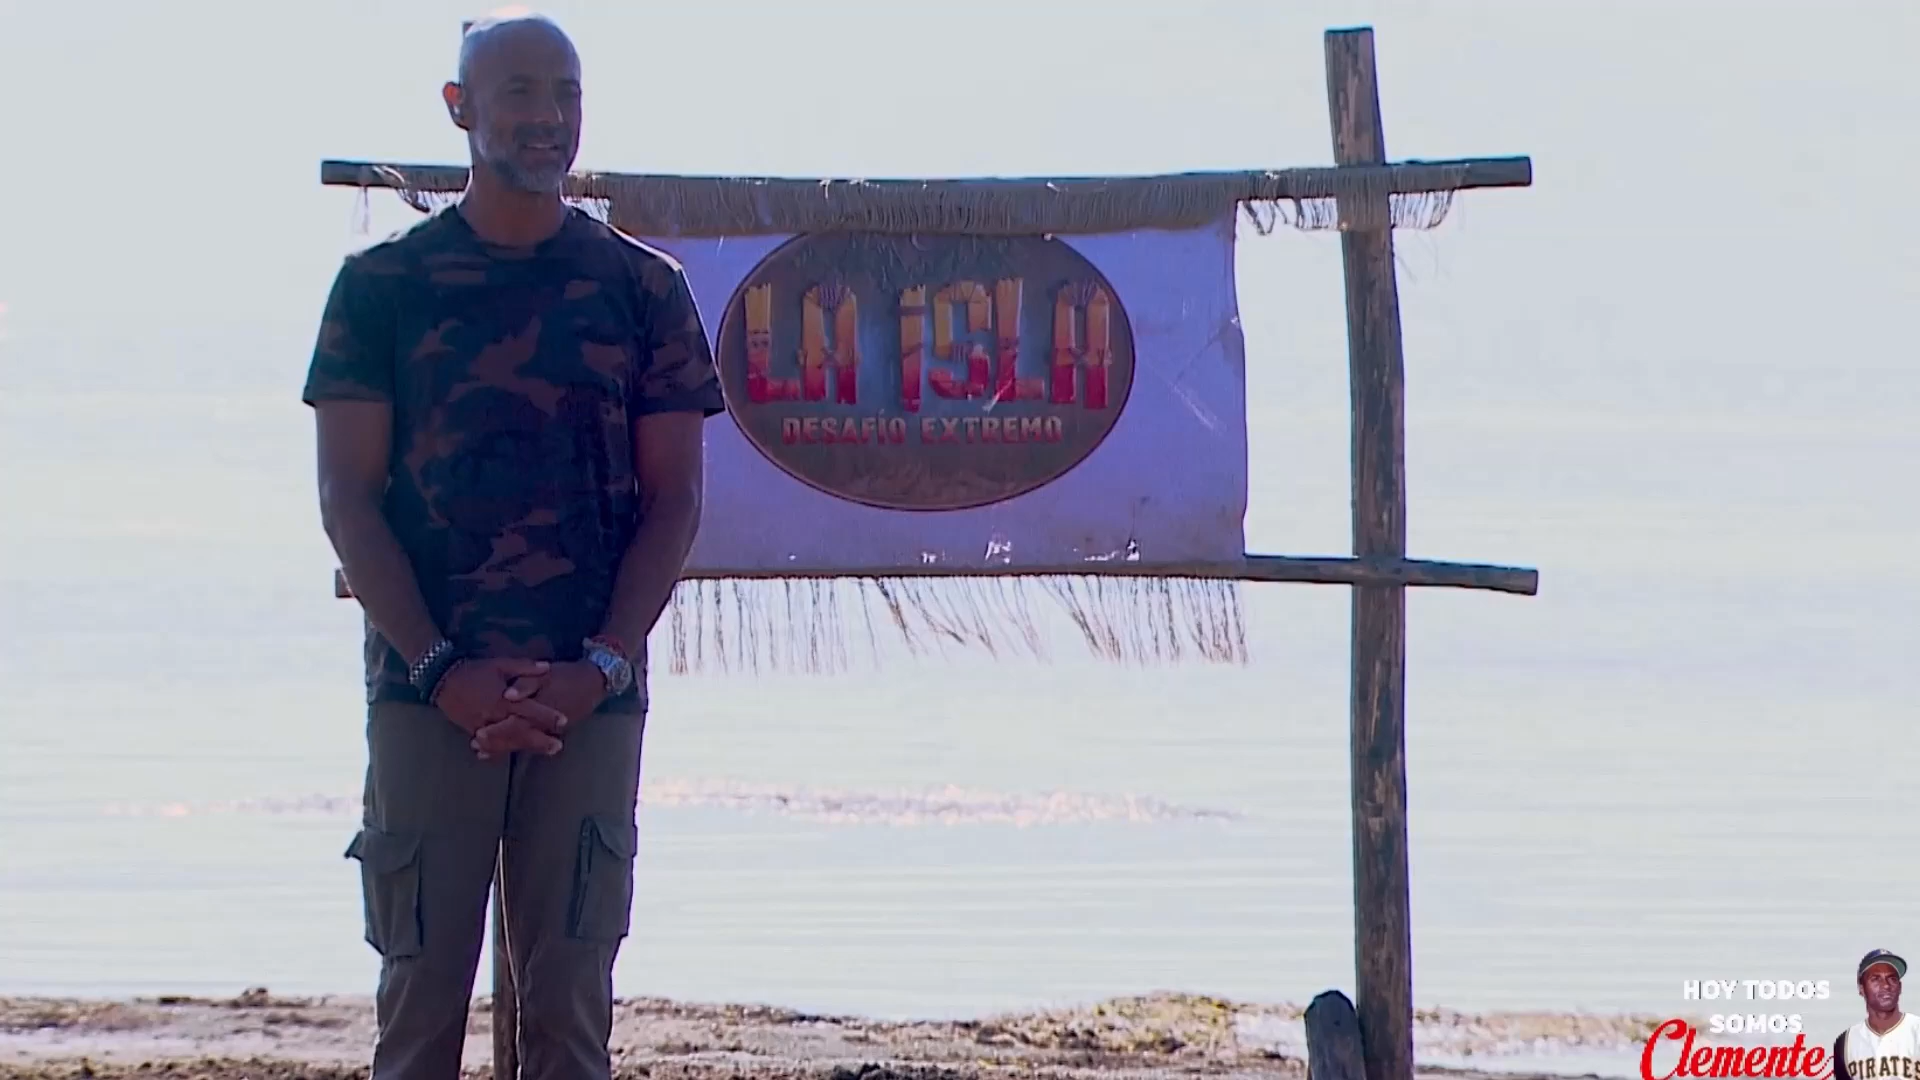 LA ISLA
DESAFÍO EXTREMO
HOY TODOS
SOMOS
Clemente
PIRATES